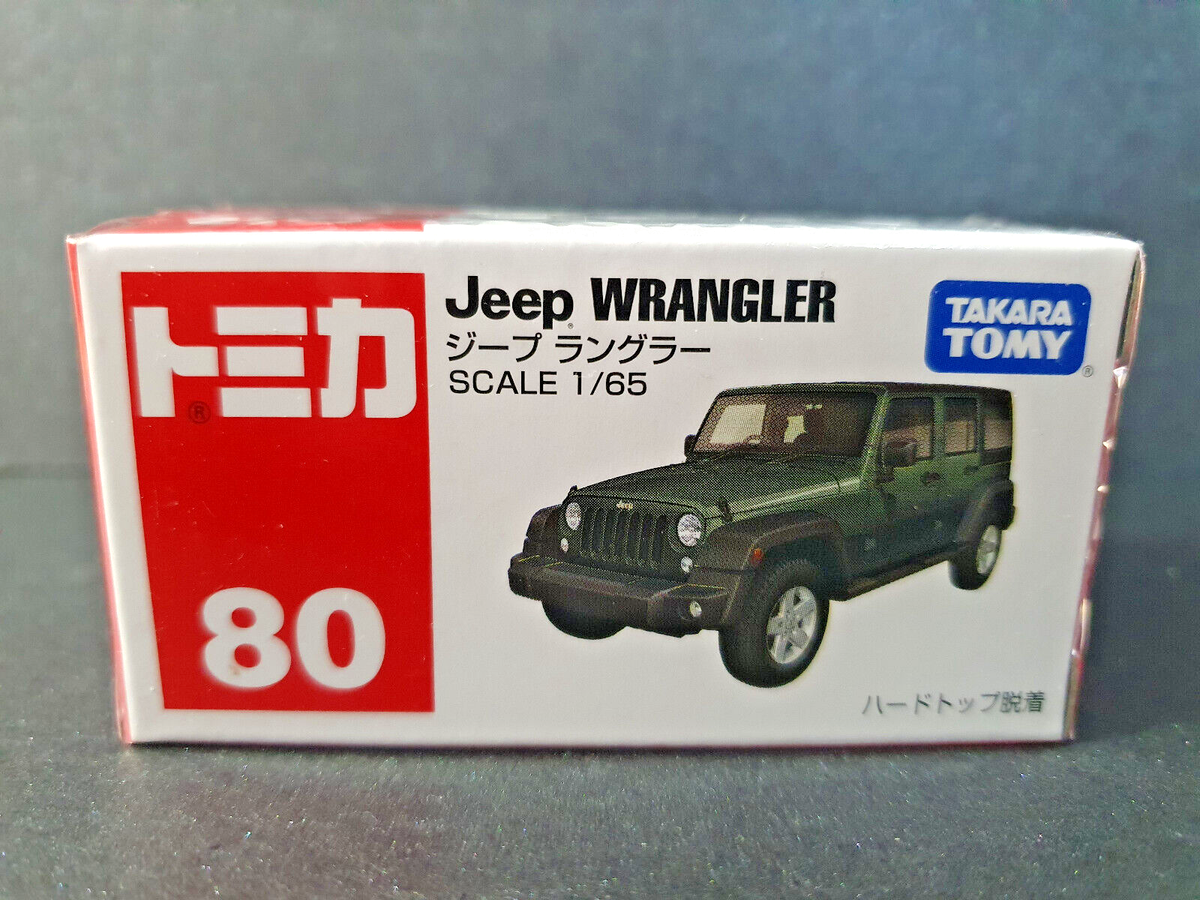 トミカ
®
80
Jeep® WRANGLER
ジープ ラングラー
SCALE 1/65
TAKARA
TOMY
®
Jeep
ハードトップ脱着